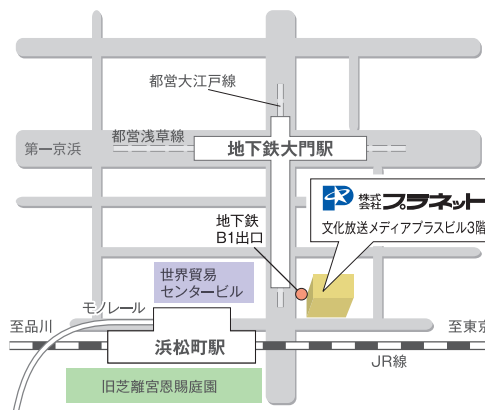 都営大江戸線
都営浅草線
第一京浜
地下鉄大門駅
株式会社 プラネット
文化放送メディアプラスビル3階
地下鉄
B1出口
世界貿易
センタービル
モノレール
至品川
至東京
浜松町駅
JR線
旧芝離宮恩賜庭園